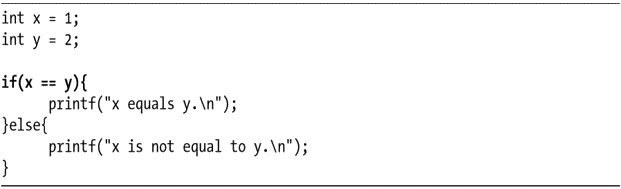 int x = 1;
int y = 2;

if(x == y){
     printf("x equals y.\n");
}else{
     printf("x is not equal to y.\n");
}